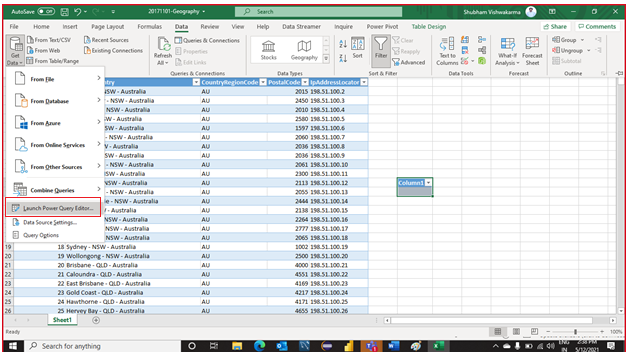 AutoSave Off 20171101-Geography Search Shubham Vishwakarma
File Home Insert Page Layout Formulas Data Review View Help Data Streamer Inquire Power Pivot Table Design Share Comments
Get Data
From Text/CSV
From Web
From Table/Range
Recent Sources
Existing Connections
Refresh All
Queries & Connections
Properties
Edit Links
Stocks
Geography
Sort
Filter
Clear
Reapply
Advanced
Text to Columns
What-If Analysis
Forecast Sheet
Group
Ungroup
Subtotal
Queries & Connections Data Types Sort & Filter Data Tools Forecast Outline
From File
From Database
From Azure
From Online Services
From Other Sources
Combine Queries
Launch Power Query Editor...
Data Source Settings...
Query Options
CountryRegionCode PostalCode IpAddressLocator
- NSW - Australia AU 2015 198.51.100.2
- Australia AU 2450 198.51.100.3
- NSW - Australia AU 2010 198.51.100.4
- Australia AU 2580 198.51.100.5
- NSW - Australia AU 1597 198.51.100.6
- Australia AU 2060 198.51.100.7
- Australia AU 2036 198.51.100.8
- NSW - Australia AU 2036 198.51.100.9
- NSW - Australia AU 2061 198.51.100.10
- Australia AU 2300 198.51.100.11
- Australia AU 2113 198.51.100.12
- NSW - Australia AU 2055 198.51.100.13
- NSW - Australia AU 2444 198.51.100.14
- Australia AU 2138 198.51.100.15
- Australia AU 2264 198.51.100.16
- NSW - Australia AU 2777 198.51.100.17
- Australia AU 2065 198.51.100.18
Column1
19 18 Sydney - NSW - Australia AU 1002 198.51.100.19
20 19 Wollongong - NSW - Australia AU 2500 198.51.100.20
21 20 Brisbane - QLD - Australia AU 4000 198.51.100.21
22 21 Caloundra - QLD - Australia AU 4551 198.51.100.22
23 22 East Brisbane - QLD - Australia AU 4169 198.51.100.23
24 23 Gold Coast - QLD - Australia AU 4217 198.51.100.24
25 24 Hawthorne - QLD - Australia AU 4171 198.51.100.25
26 25 Hervey Bay - QLD - Australia AU 4655 198.51.100.26
Sheet1
Ready 100%
Search for anything ENG IN 2:38 PM 5/12/2021